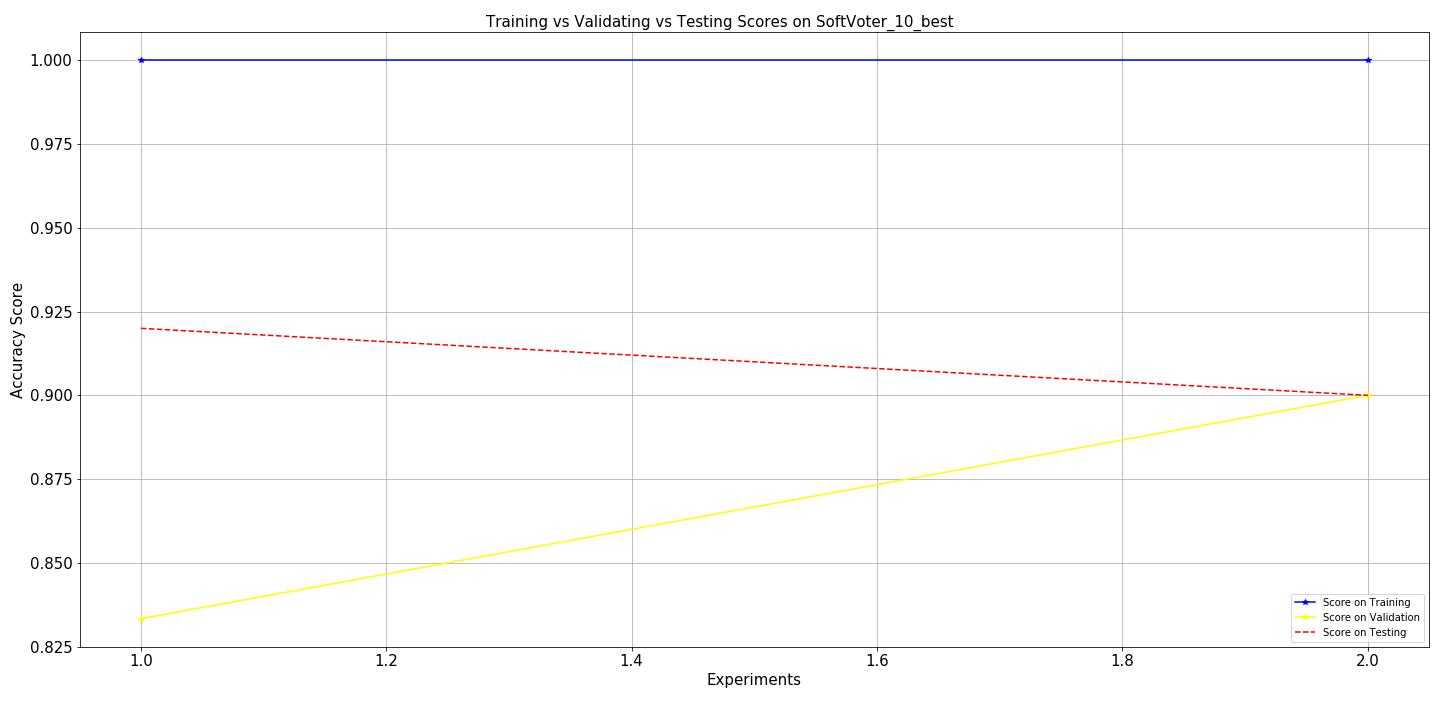 Training vs Validating vs Testing Scores on SoftVoter_10_best
1.000
0.975
0.950
0.925
0.900
0.875
0.850
0.825
Accuracy Score
1.0 1.2 1.4 1.6 1.8 2.0
Experiments
Score on Training
Score on Validation
Score on Testing